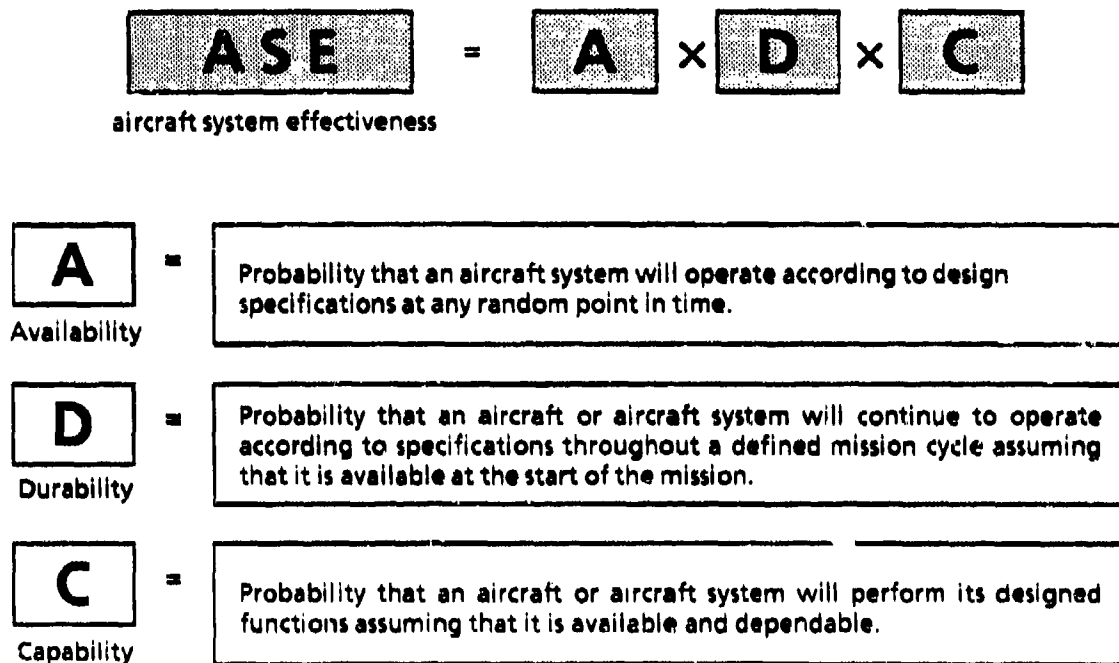 ASE = A × D × C
aircraft system effectiveness
A = Probability that an aircraft system will operate according to design
specifications at any random point in time.
Availability
D = Probability that an aircraft or aircraft system will continue to operate
according to specifications throughout a defined mission cycle assuming
that it is available at the start of the mission.
Durability
C = Probability that an aircraft or aircraft system will perform its designed
functions assuming that it is available and dependable.
Capability